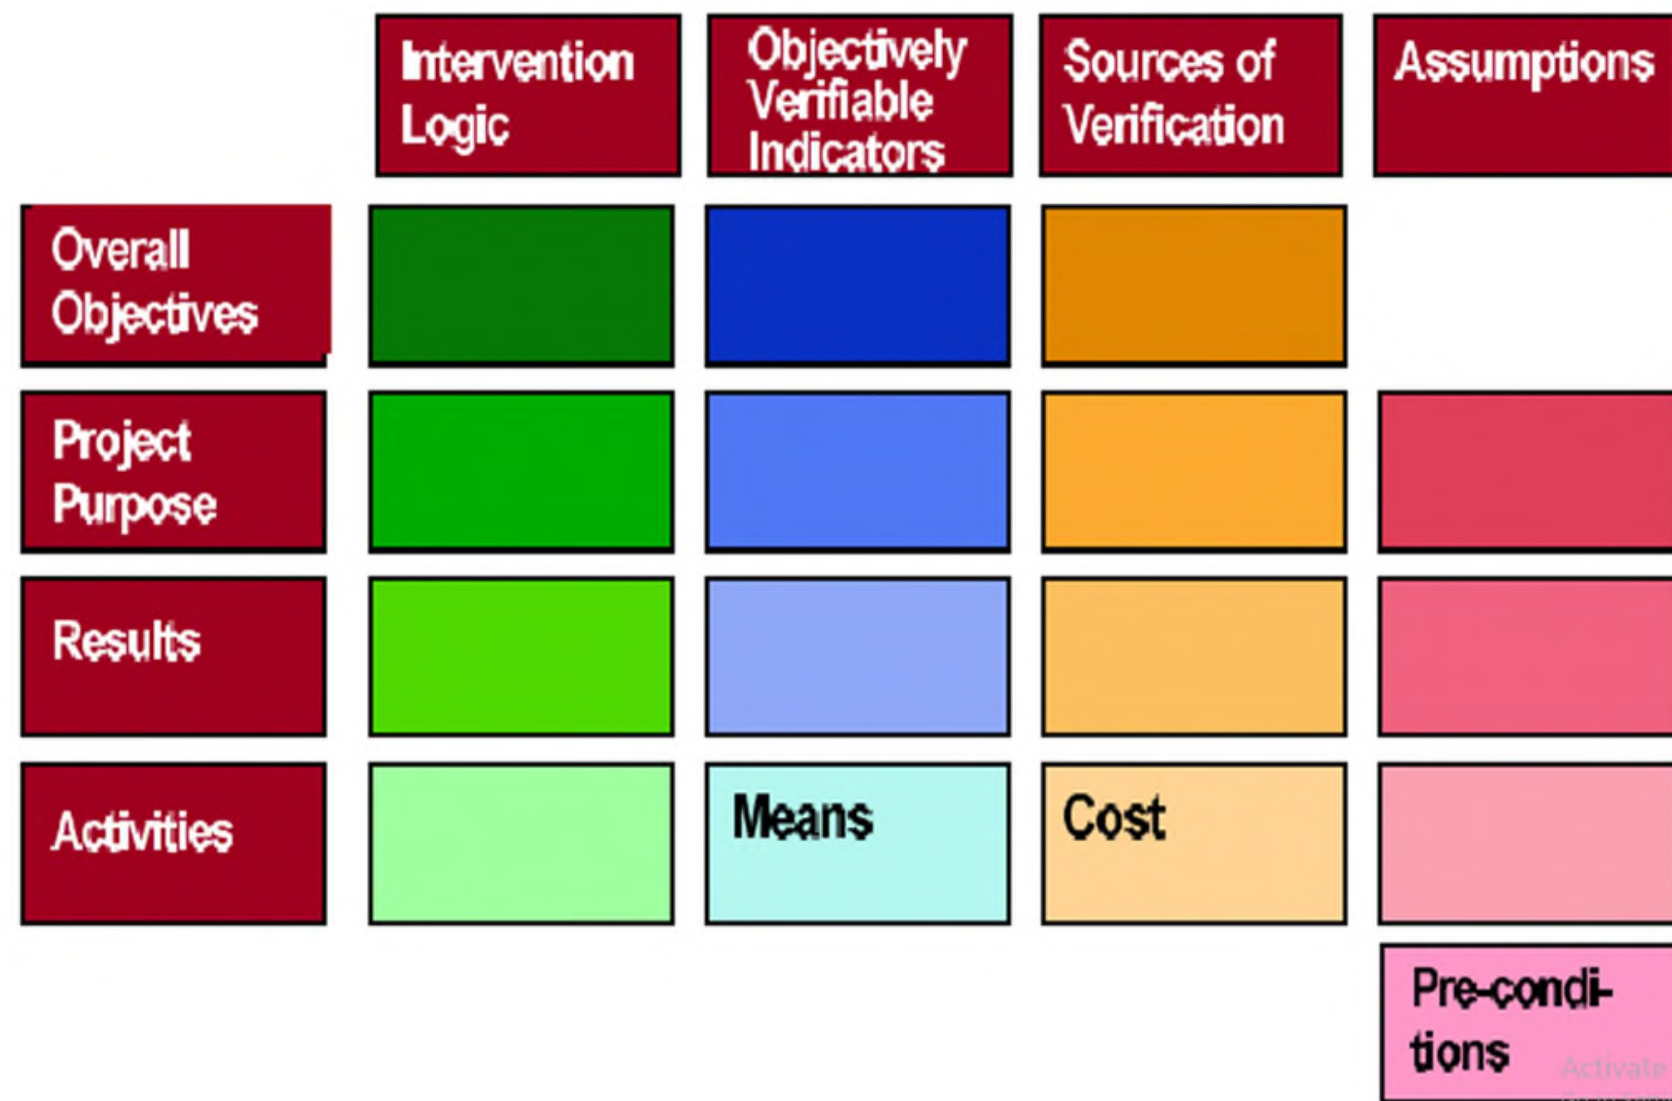 Intervention
Logic
Objectively
Verifiable
Indicators
Sources of
Verification
Assumptions
Overall
Objectives
Project
Purpose
Results
Activities
Means
Cost
Pre-condi-
tions
Activate